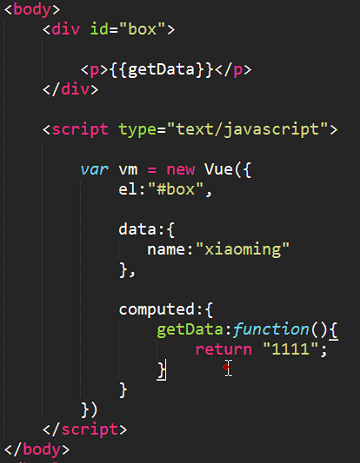 <body>
<div id="box">
<p>{{getData}}</p>
</div>
<script type="text/javascript">
var vm = new Vue({
el:"#box",
data:{
name:"xiaoming"
},
computed:{
getData:function(){
return "1111";
}
}
})
</script>
</body>